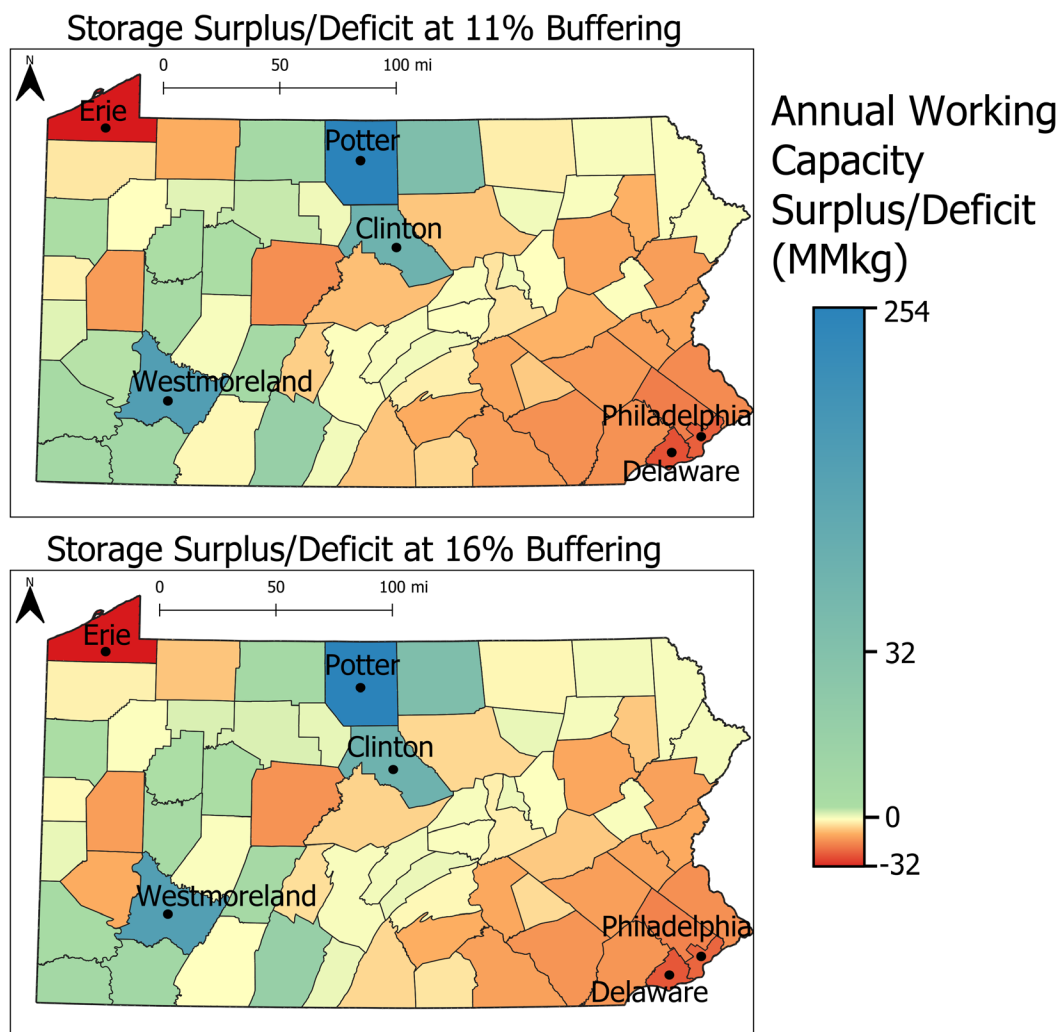 Storage Surplus/Deficit at 11% Buffering
N
0 50 100 mi
Erie
Potter
Clinton
Westmoreland
Philadelphia
Delaware
Annual Working
Capacity
Surplus/Deficit
(MMkg)
254
32
0
-32
Storage Surplus/Deficit at 16% Buffering
N
0 50 100 mi
Erie
Potter
Clinton
Westmoreland
Philadelphia
Delaware